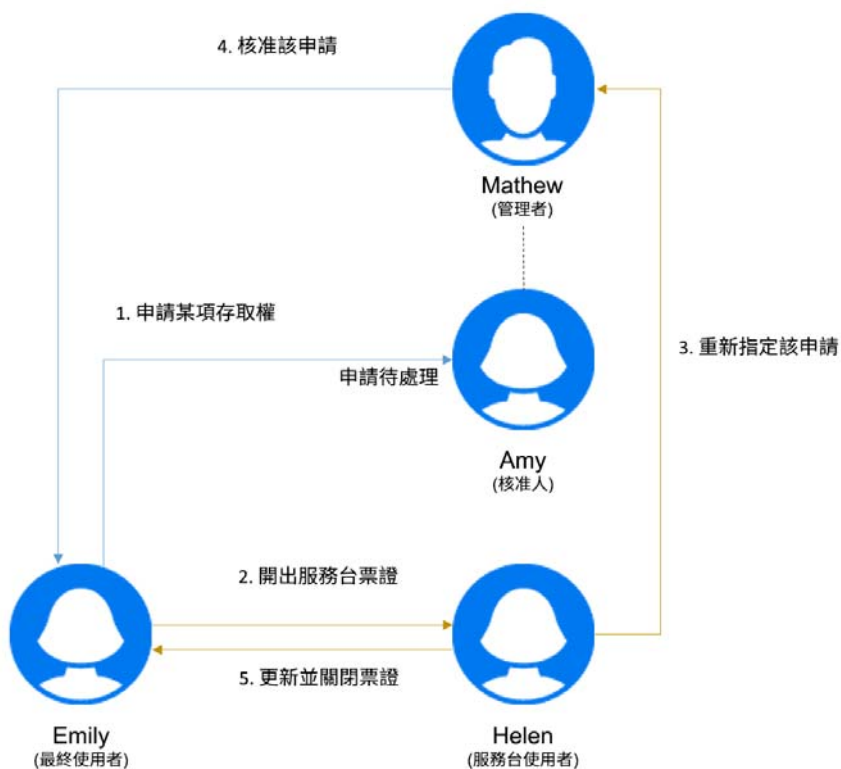 4. 核准該申請
Mathew
(管理者)
1. 申請某項存取權
申請待處理
3. 重新指定該申請
Amy
(核准人)
2. 開出服務台票證
5. 更新並關閉票證
Emily
(最終使用者)
Helen
(服務台使用者)